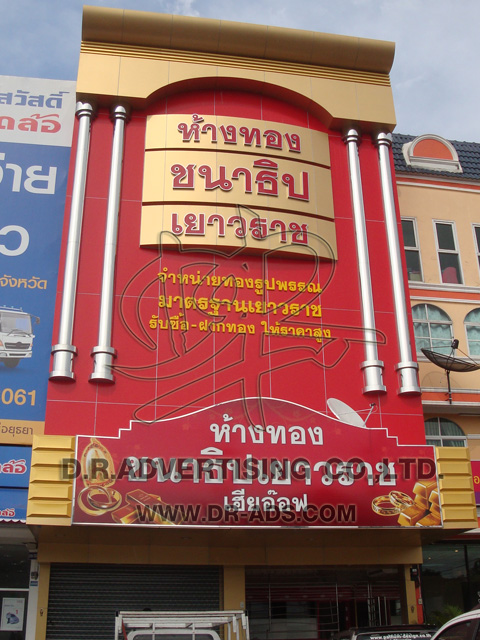 ห้างทอง
ชนาธิป
เยาวราช
จำหน่ายทองรูปพรรณ
มาตรฐานเยาวราช
รับซื้อ-ฝากทอง ให้ราคาสูง
ห้างทอง
ชนาธิปเยาวราช
เฮียอ๊อฟ
D.R.ADVERTISING CO.,LTD.
WWW.DR-ADS.COM
สวัสดิ์
ถล้อ
จังหวัด
061